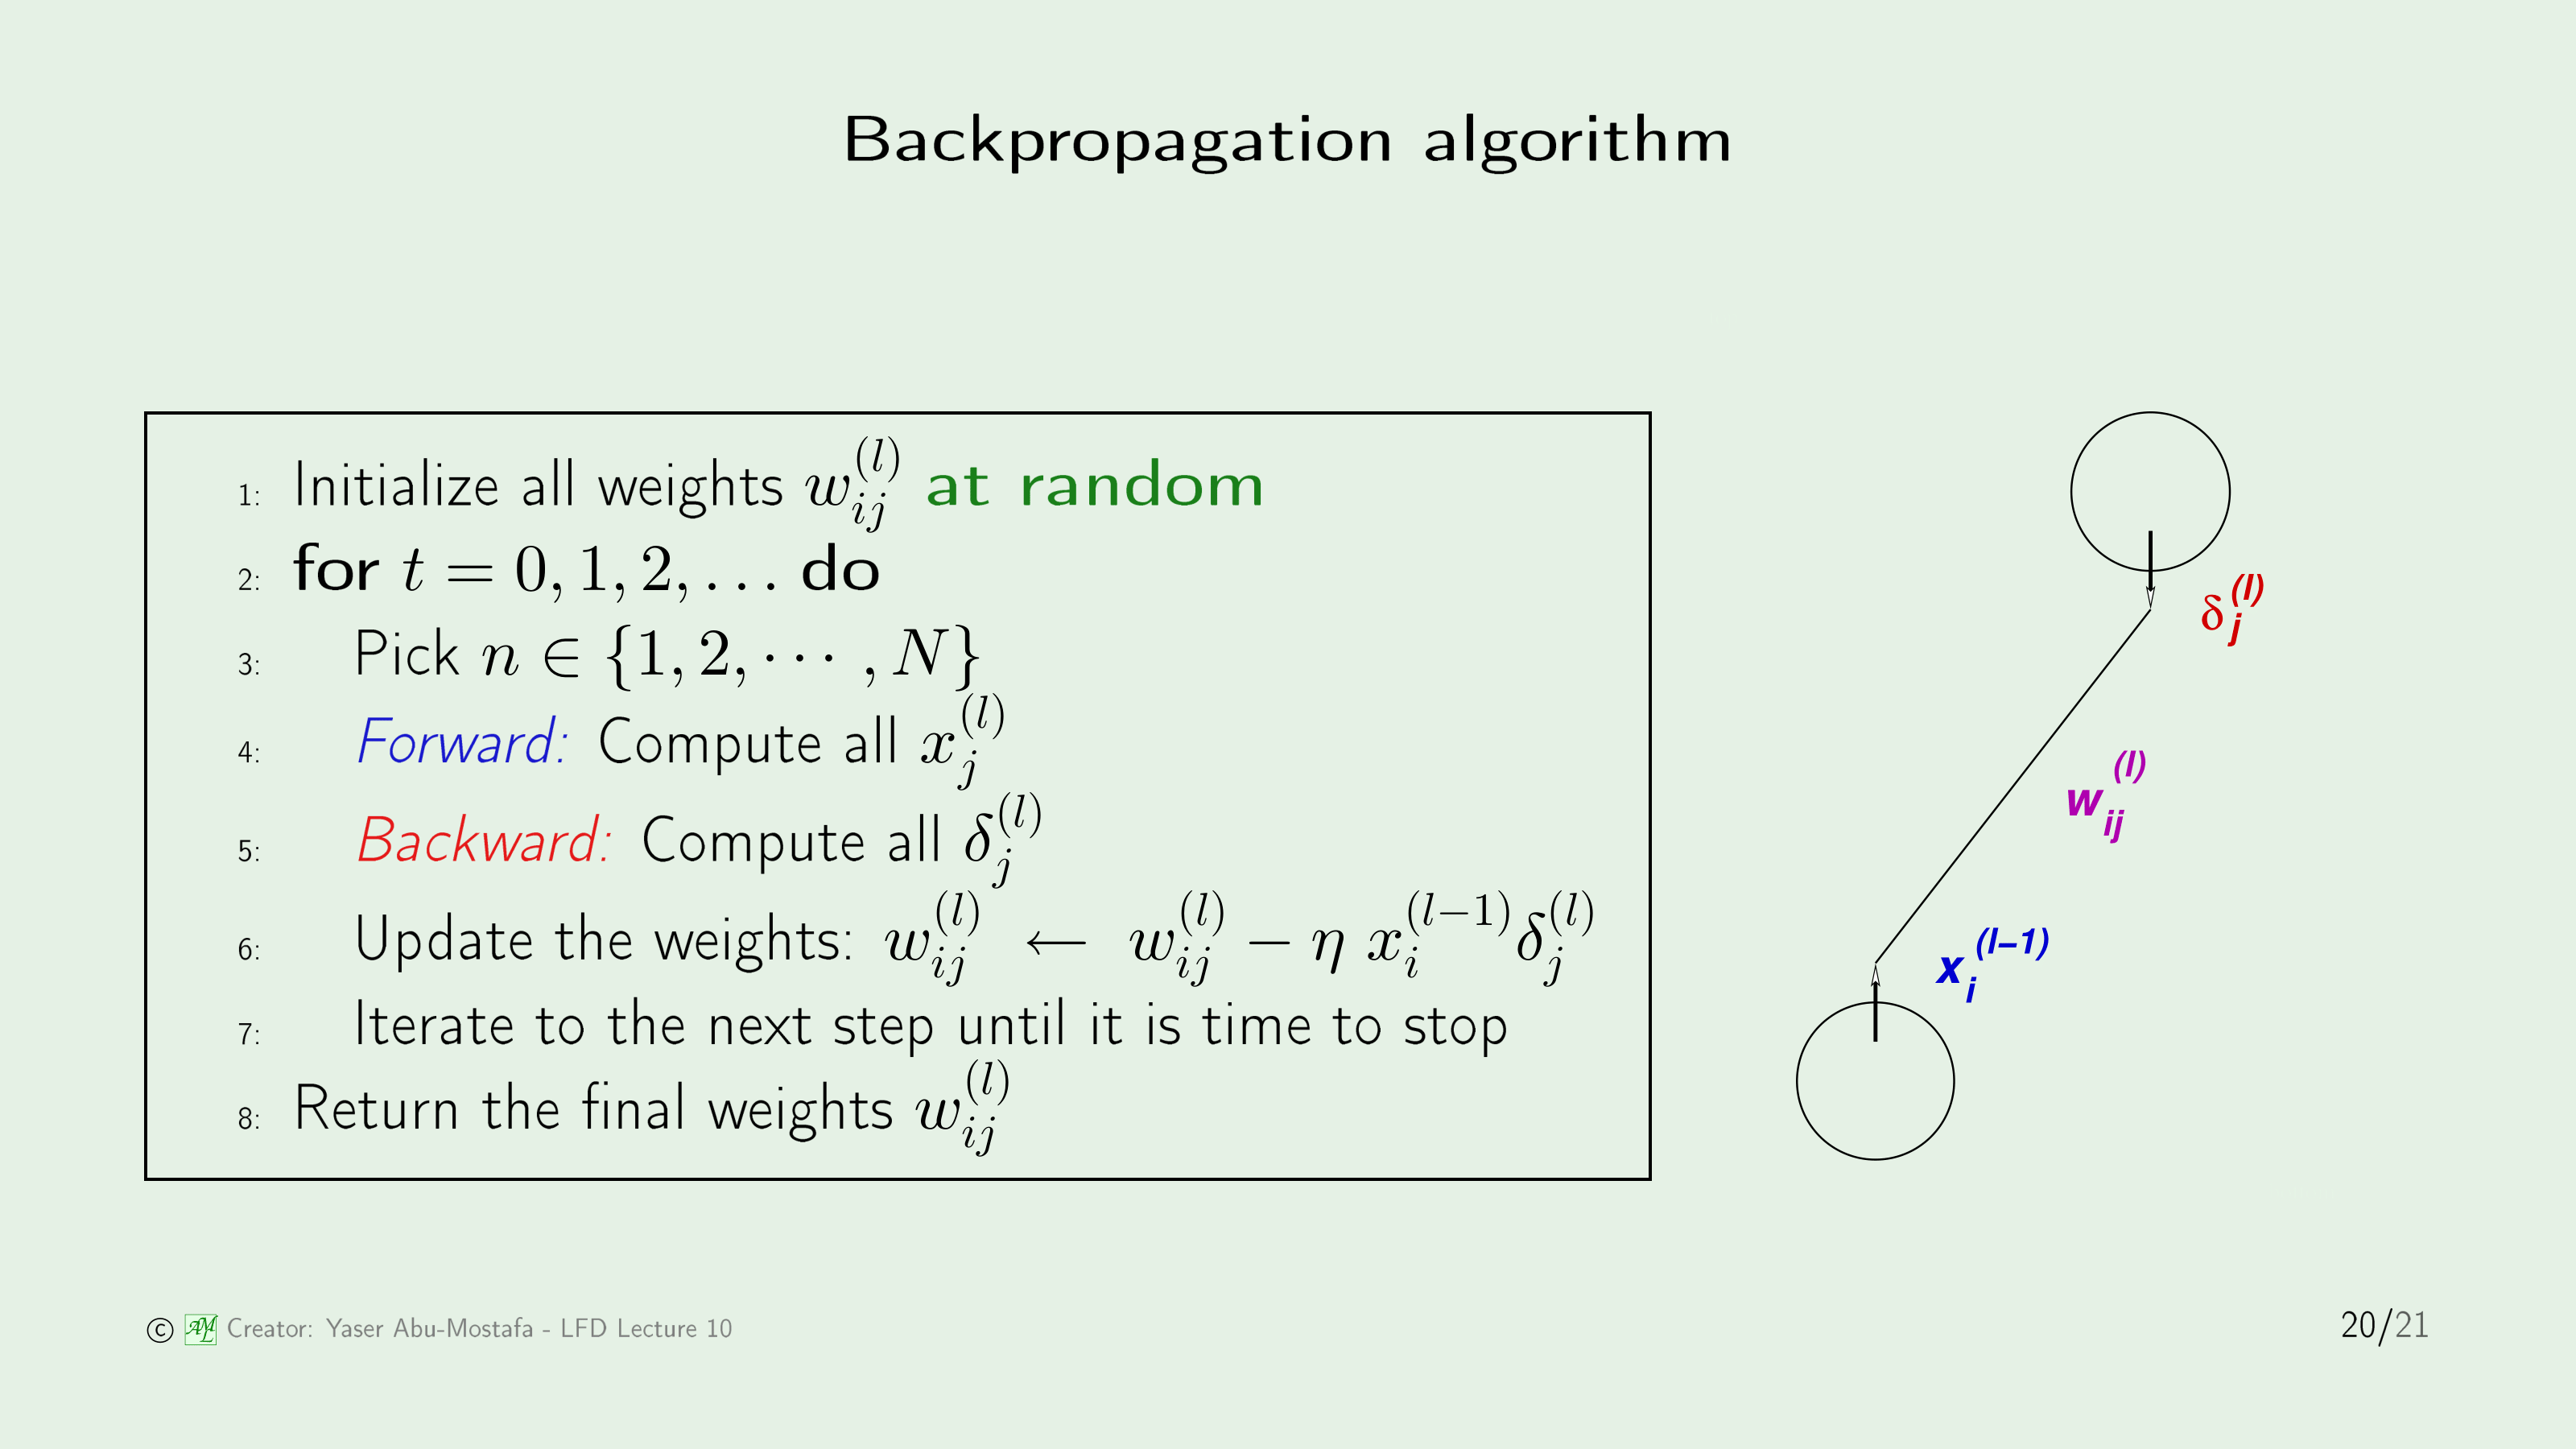 Backpropagation algorithm
1: Initialize all weights $w_{ij}^{(l)}$ at random
2: for $t = 0, 1, 2, \ldots$ do
3: Pick $n \in \{1, 2, \cdots, N\}$
4: Forward: Compute all $x_j^{(l)}$
5: Backward: Compute all $\delta_j^{(l)}$
6: Update the weights: $w_{ij}^{(l)} \leftarrow w_{ij}^{(l)} - \eta \; x_i^{(l-1)} \delta_j^{(l)}$
7: Iterate to the next step until it is time to stop
8: Return the final weights $w_{ij}^{(l)}$
$\delta_j^{(l)}$
$w_{ij}^{(l)}$
$x_i^{(l-1)}$
© AML Creator: Yaser Abu-Mostafa - LFD Lecture 10
20/21